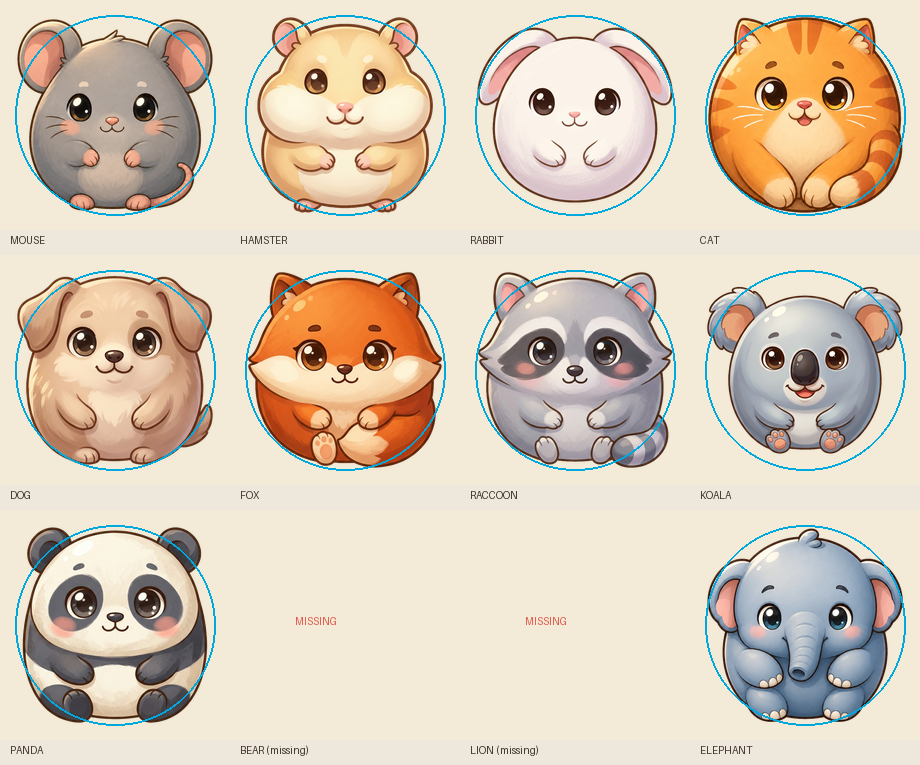 MOUSE
HAMSTER
RABBIT
CAT
DOG
FOX
RACCOON
KOALA
MISSING
MISSING
PANDA
BEAR (missing)
LION (missing)
ELEPHANT